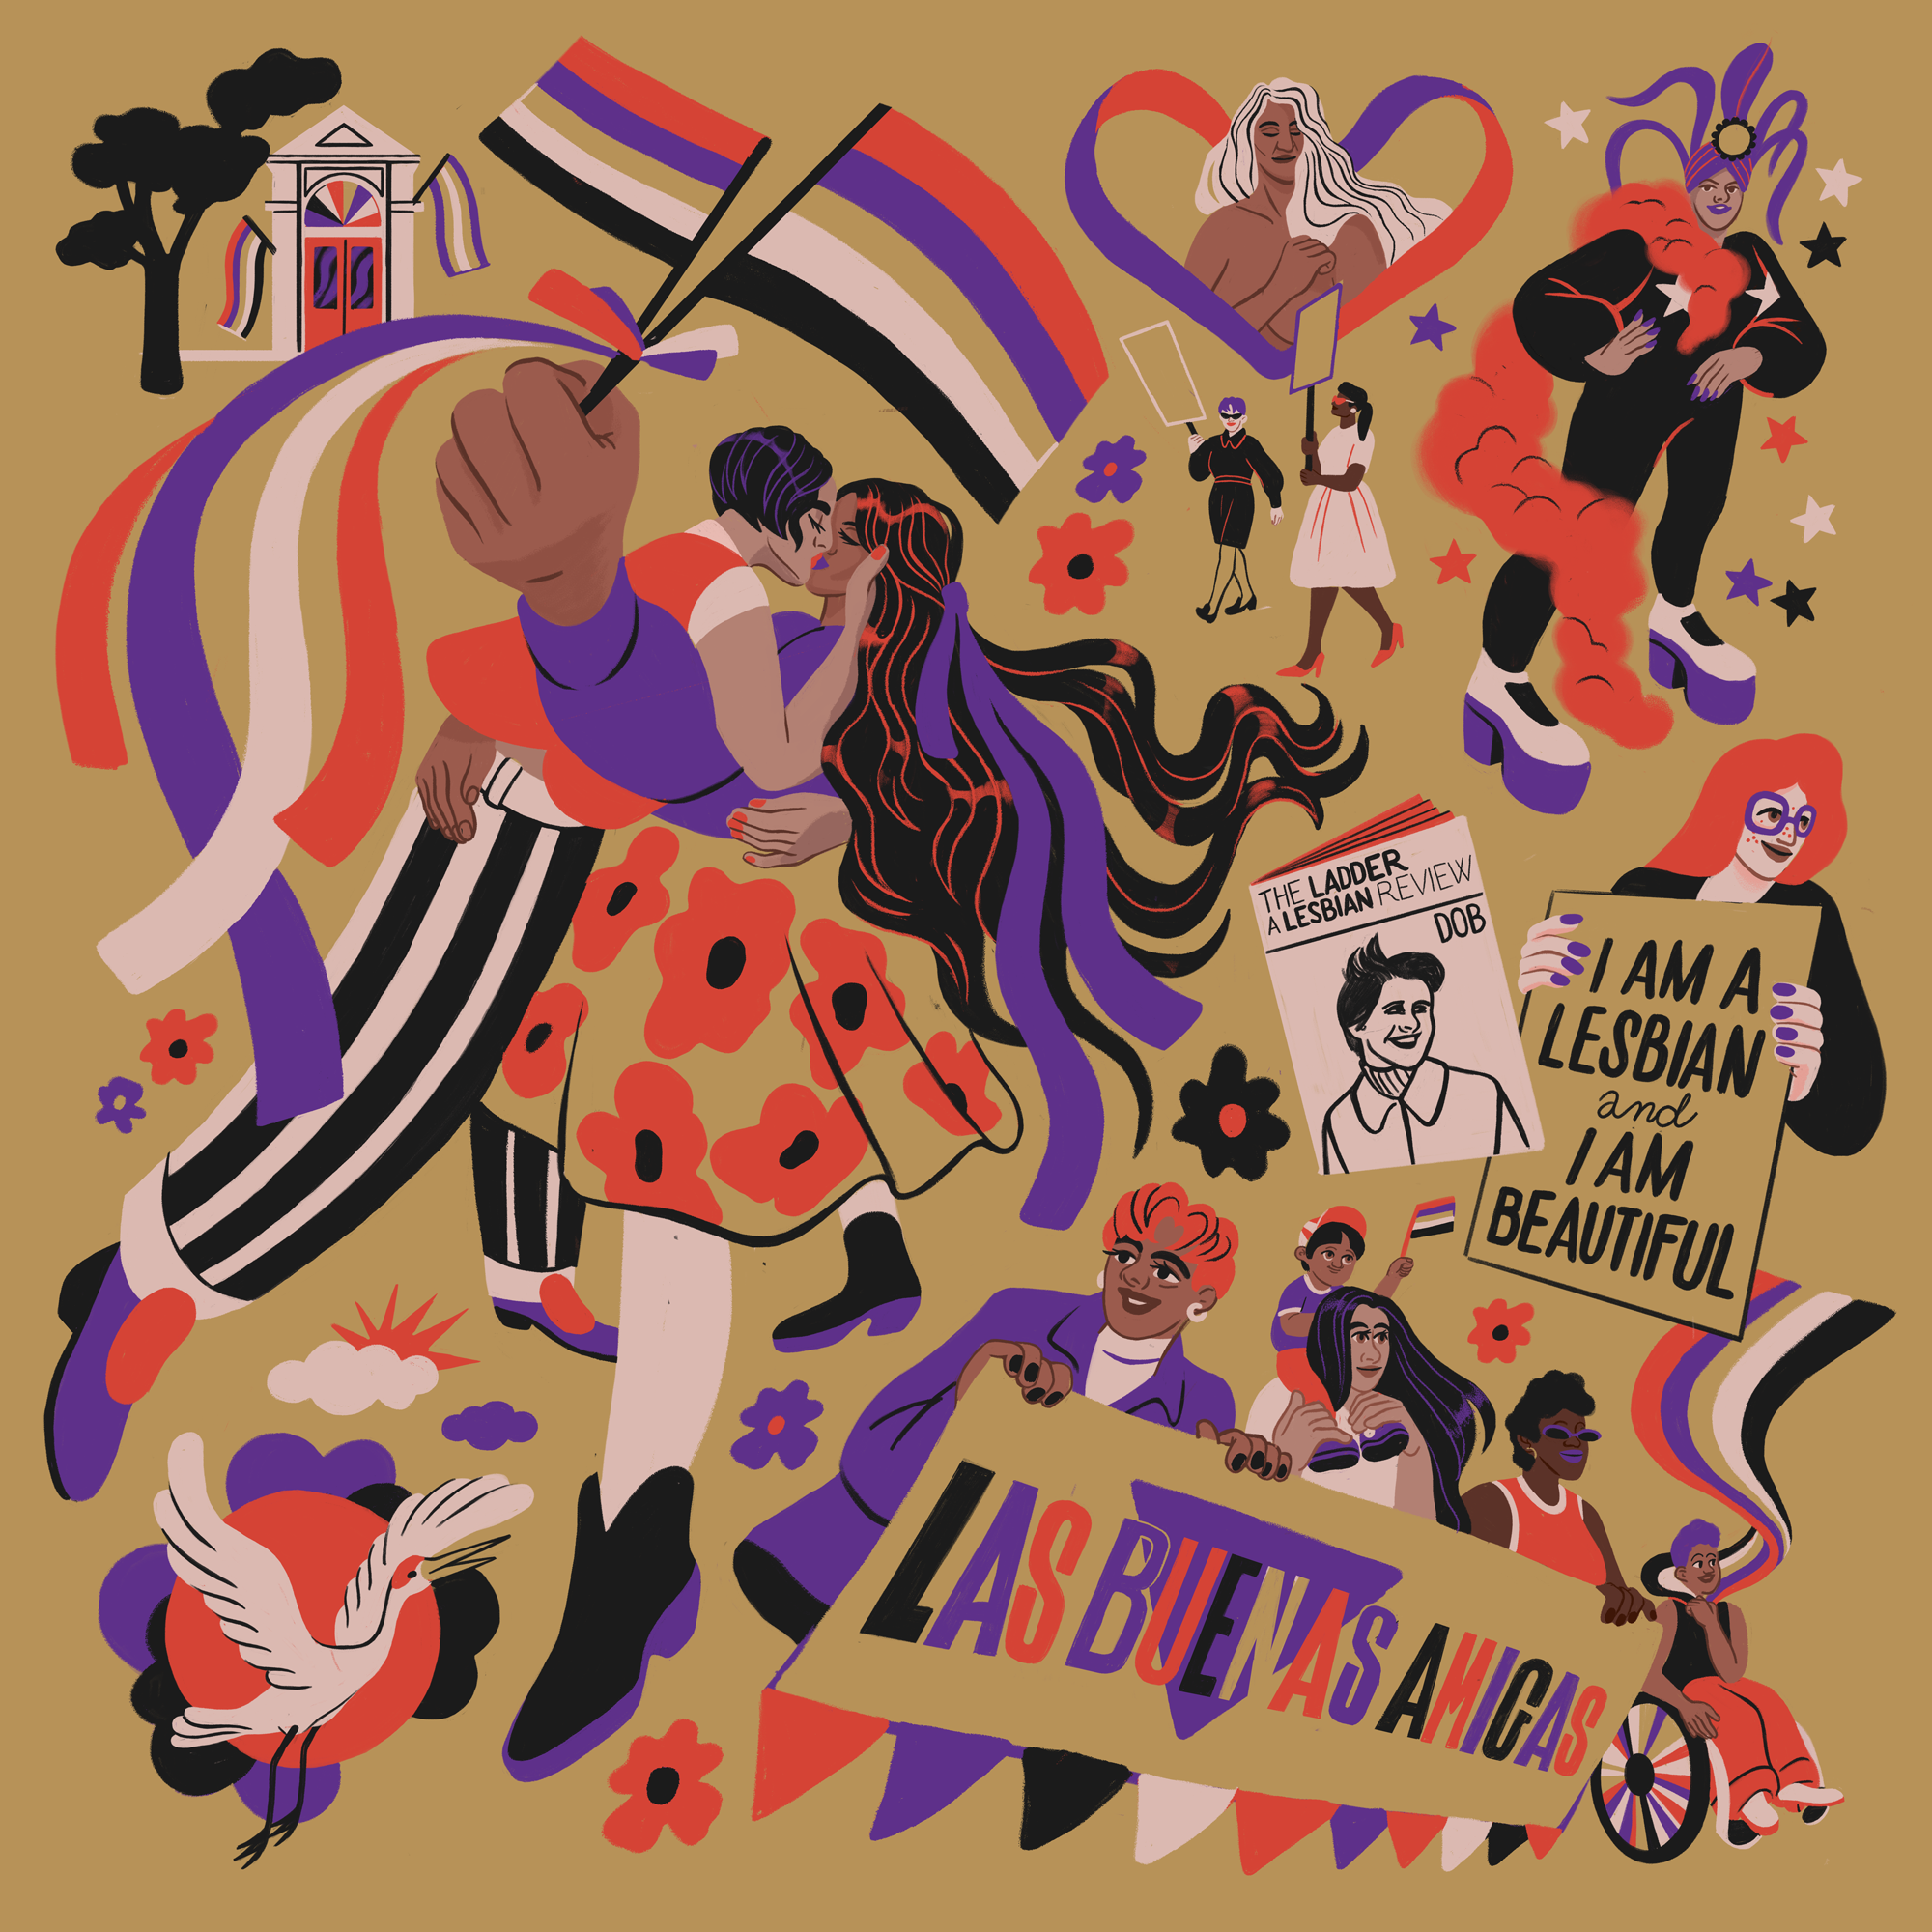 THE LADDER
A LESBIAN REVIEW
DOB
I AM A
LESBIAN
and
I AM
BEAUTIFUL
LAS BUENAS AMIGAS